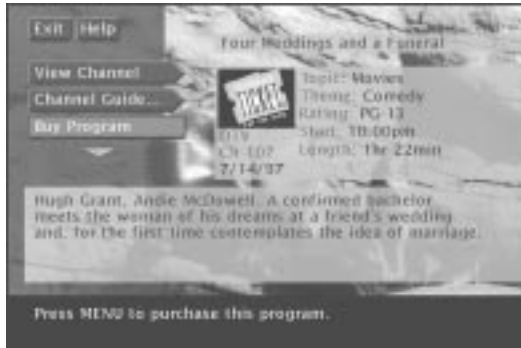 Exit Help
Four Weddings and a Funeral
View Channel
Channel Guide...
Buy Program
TICKET
Topic: Movies
Theme: Comedy
Rating: PG-13
Start: 10:00pm
Length: 1hr 22min
Ch 102
7/14/97
Hugh Grant, Andie McDowell. A confirmed bachelor
meets the woman of his dreams at a friend's wedding
and, for the first time contemplates the idea of marriage.
Press MENU to purchase this program.